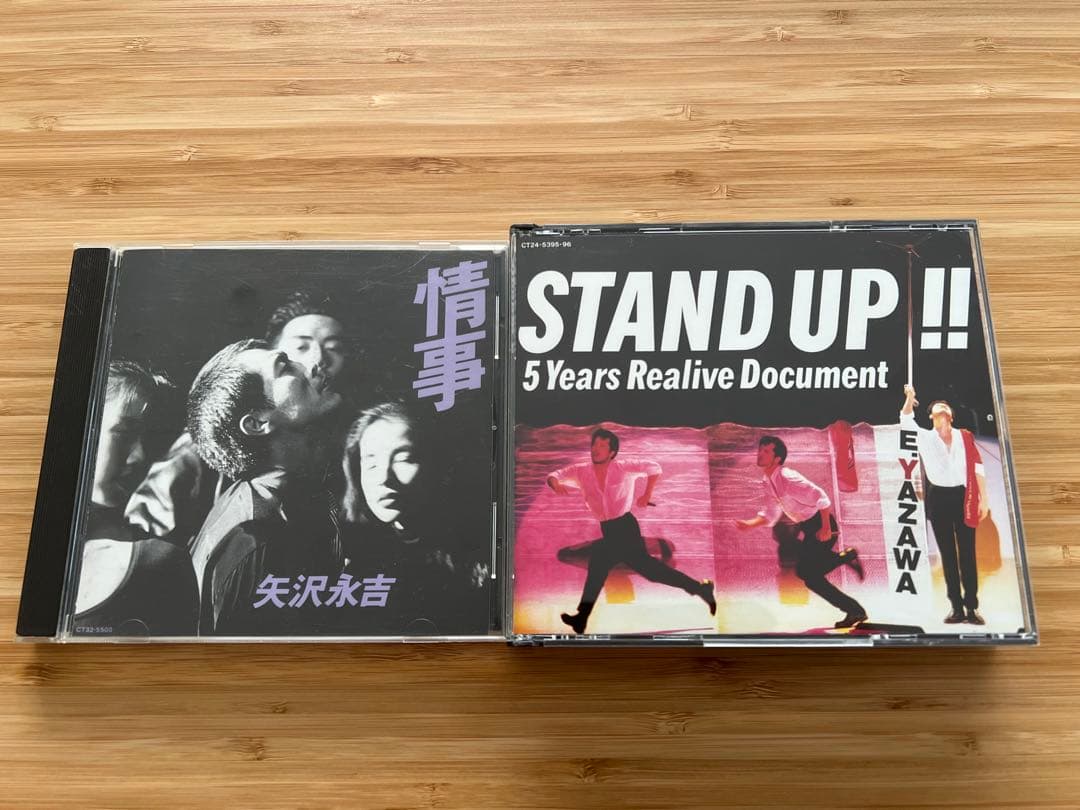 情事
矢沢永吉
CT32-5500
CT24-5395·96
STAND UP !!
5 Years Realive Document
E.YAZAWA